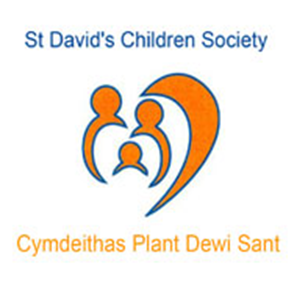 St David's Children Society
Cymdeithas Plant Dewi Sant